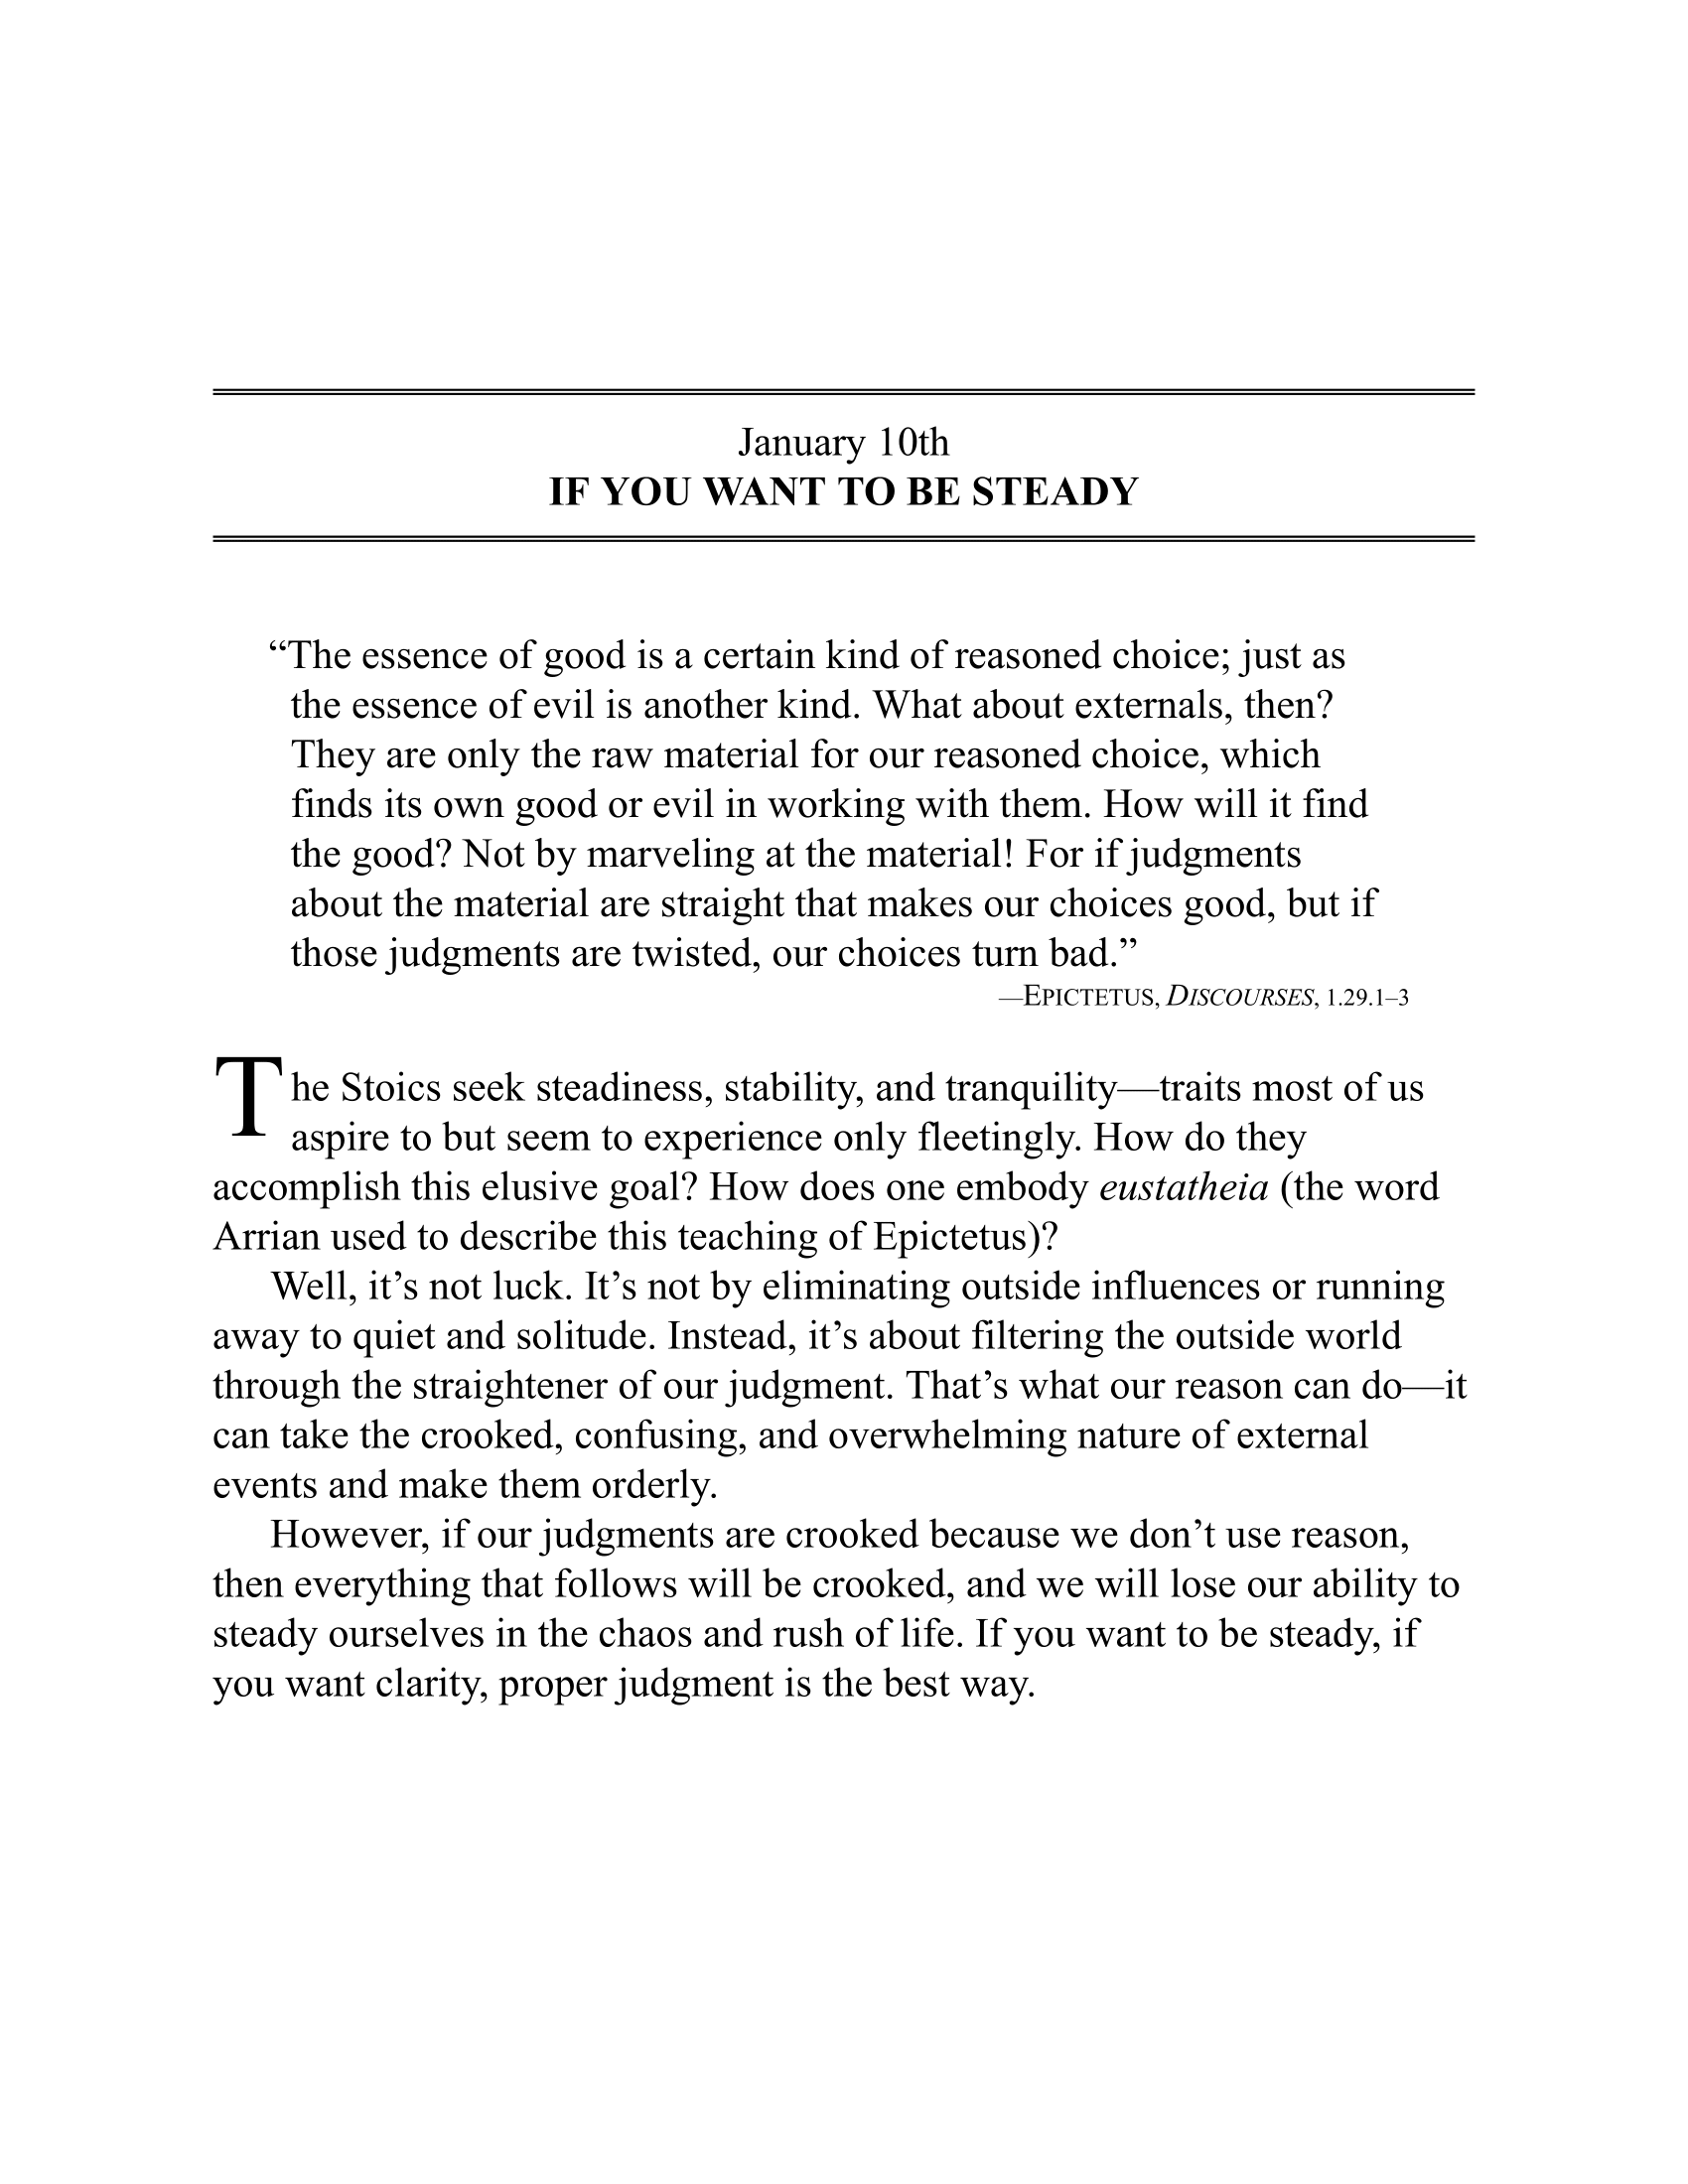 January 10th
IF YOU WANT TO BE STEADY
“The essence of good is a certain kind of reasoned choice; just as
the essence of evil is another kind. What about externals, then?
They are only the raw material for our reasoned choice, which
finds its own good or evil in working with them. How will it find
the good? Not by marveling at the material! For if judgments
about the material are straight that makes our choices good, but if
those judgments are twisted, our choices turn bad.”
—EPICTETUS, DISCOURSES, 1.29.1–3
The Stoics seek steadiness, stability, and tranquility—traits most of us
aspire to but seem to experience only fleetingly. How do they
accomplish this elusive goal? How does one embody eustatheia (the word
Arrian used to describe this teaching of Epictetus)?
Well, it’s not luck. It’s not by eliminating outside influences or running
away to quiet and solitude. Instead, it’s about filtering the outside world
through the straightener of our judgment. That’s what our reason can do—it
can take the crooked, confusing, and overwhelming nature of external
events and make them orderly.
However, if our judgments are crooked because we don’t use reason,
then everything that follows will be crooked, and we will lose our ability to
steady ourselves in the chaos and rush of life. If you want to be steady, if
you want clarity, proper judgment is the best way.